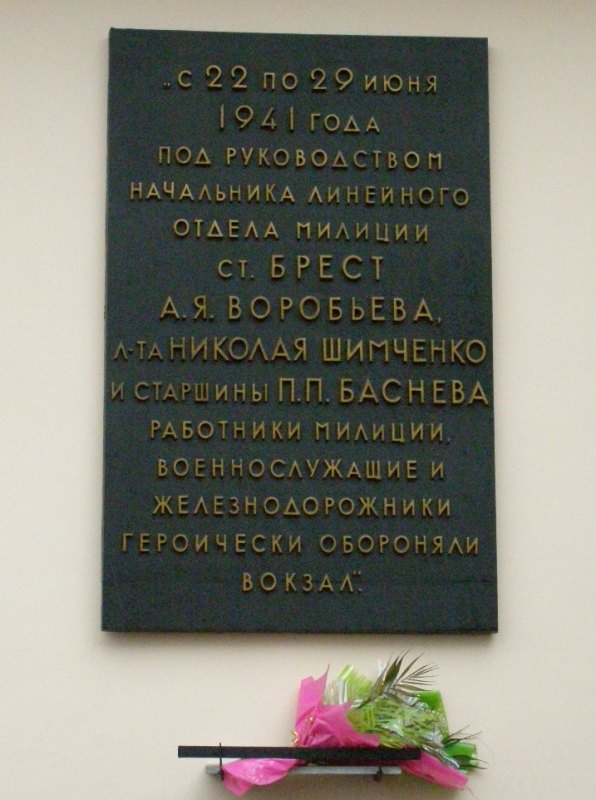 „С 22 ПО 29 ИЮНЯ
1941 ГОДА
ПОД РУКОВОДСТВОМ
НАЧАЛЬНИКА ЛИНЕЙНОГО
ОТДЕЛА МИЛИЦИИ
СТ. БРЕСТ
А.Я. ВОРОБЬЕВА,
Л-ТА НИКОЛАЯ ШИМЧЕНКО
И СТАРШИНЫ П.П. БАСНЕВА
РАБОТНИКИ МИЛИЦИИ,
ВОЕННОСЛУЖАЩИЕ И
ЖЕЛЕЗНОДОРОЖНИКИ
ГЕРОИЧЕСКИ ОБОРОНЯЛИ
ВОКЗАЛ“.